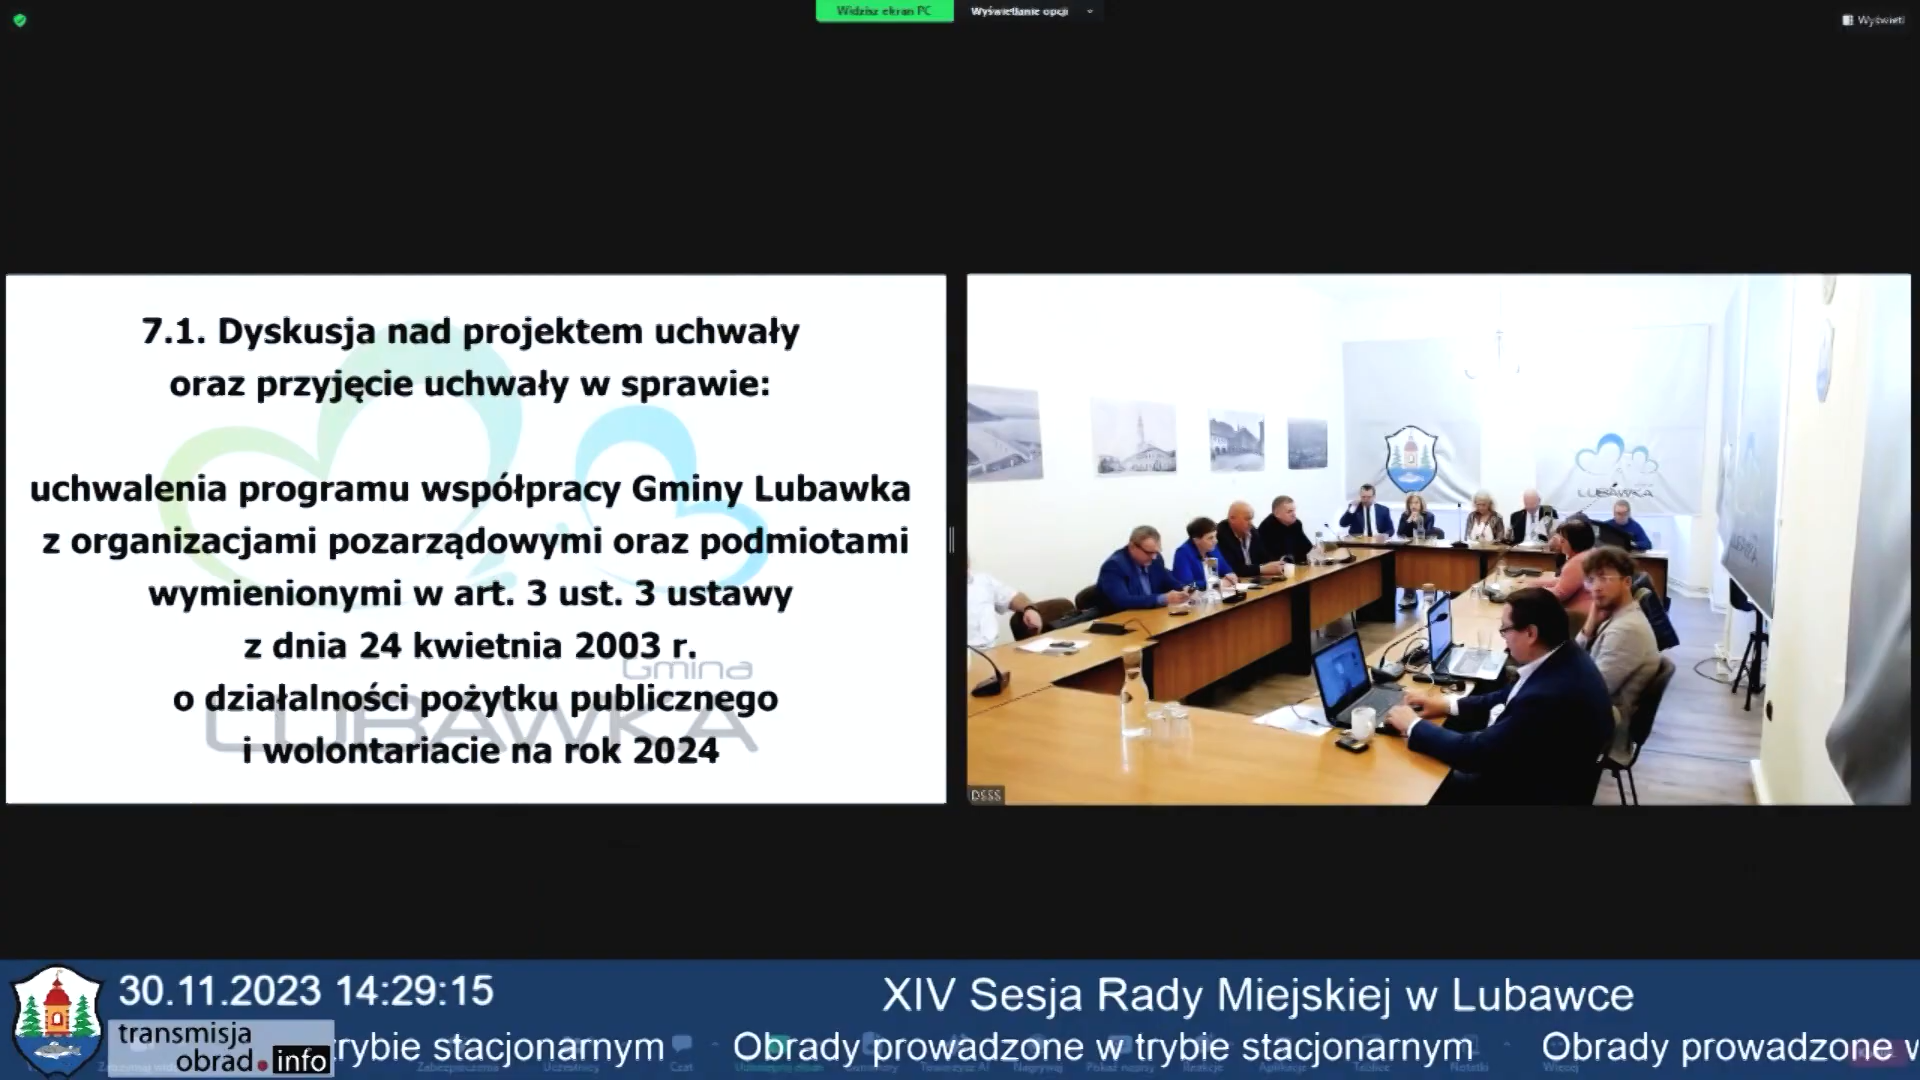 Widzisz ekran PC
Wyświetlanie opcji
Wyświetl
7.1. Dyskusja nad projektem uchwały
oraz przyjęcie uchwały w sprawie:
uchwalenia programu współpracy Gminy Lubawka
z organizacjami pozarządowymi oraz podmiotami
wymienionymi w art. 3 ust. 3 ustawy
z dnia 24 kwietnia 2003 r.
o działalności pożytku publicznego
i wolontariacie na rok 2024
Gmina
LUBAWKA
LUBAWKA
DSSS
30.11.2023 14:29:15
XIV Sesja Rady Miejskiej w Lubawce
transmisja
obrad.info
trybie stacjonarnym Obrady prowadzone w trybie stacjonarnym Obrady prowadzone w